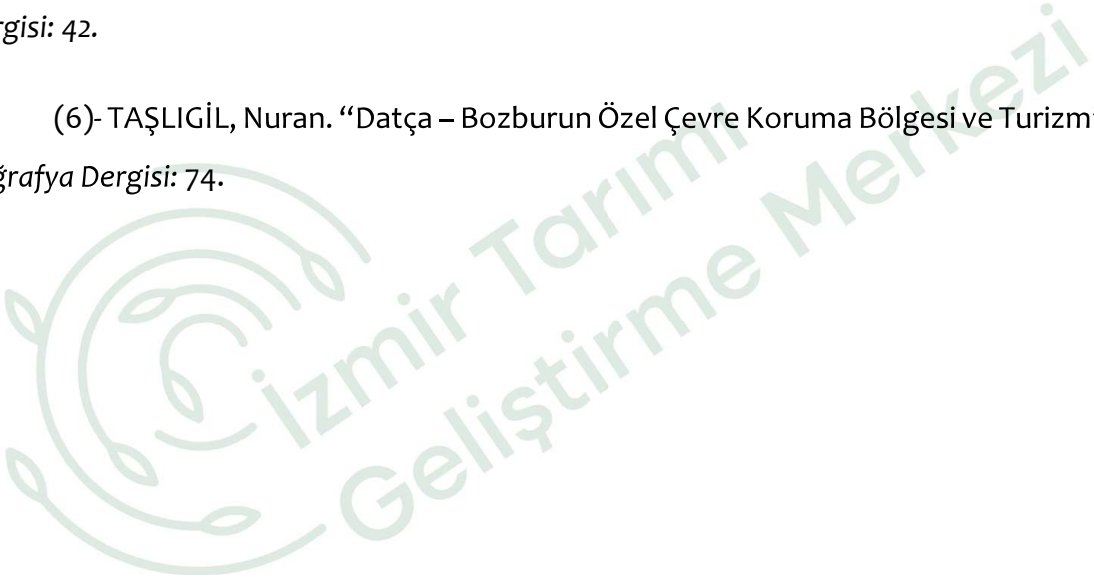 rgisi: 42.
(6)- TAŞLIGİL, Nuran. “Datça – Bozburun Özel Çevre Koruma Bölgesi ve Turizm
ğrafya Dergisi: 74.
İzmir Tarımı
Geliştirme Merkezi